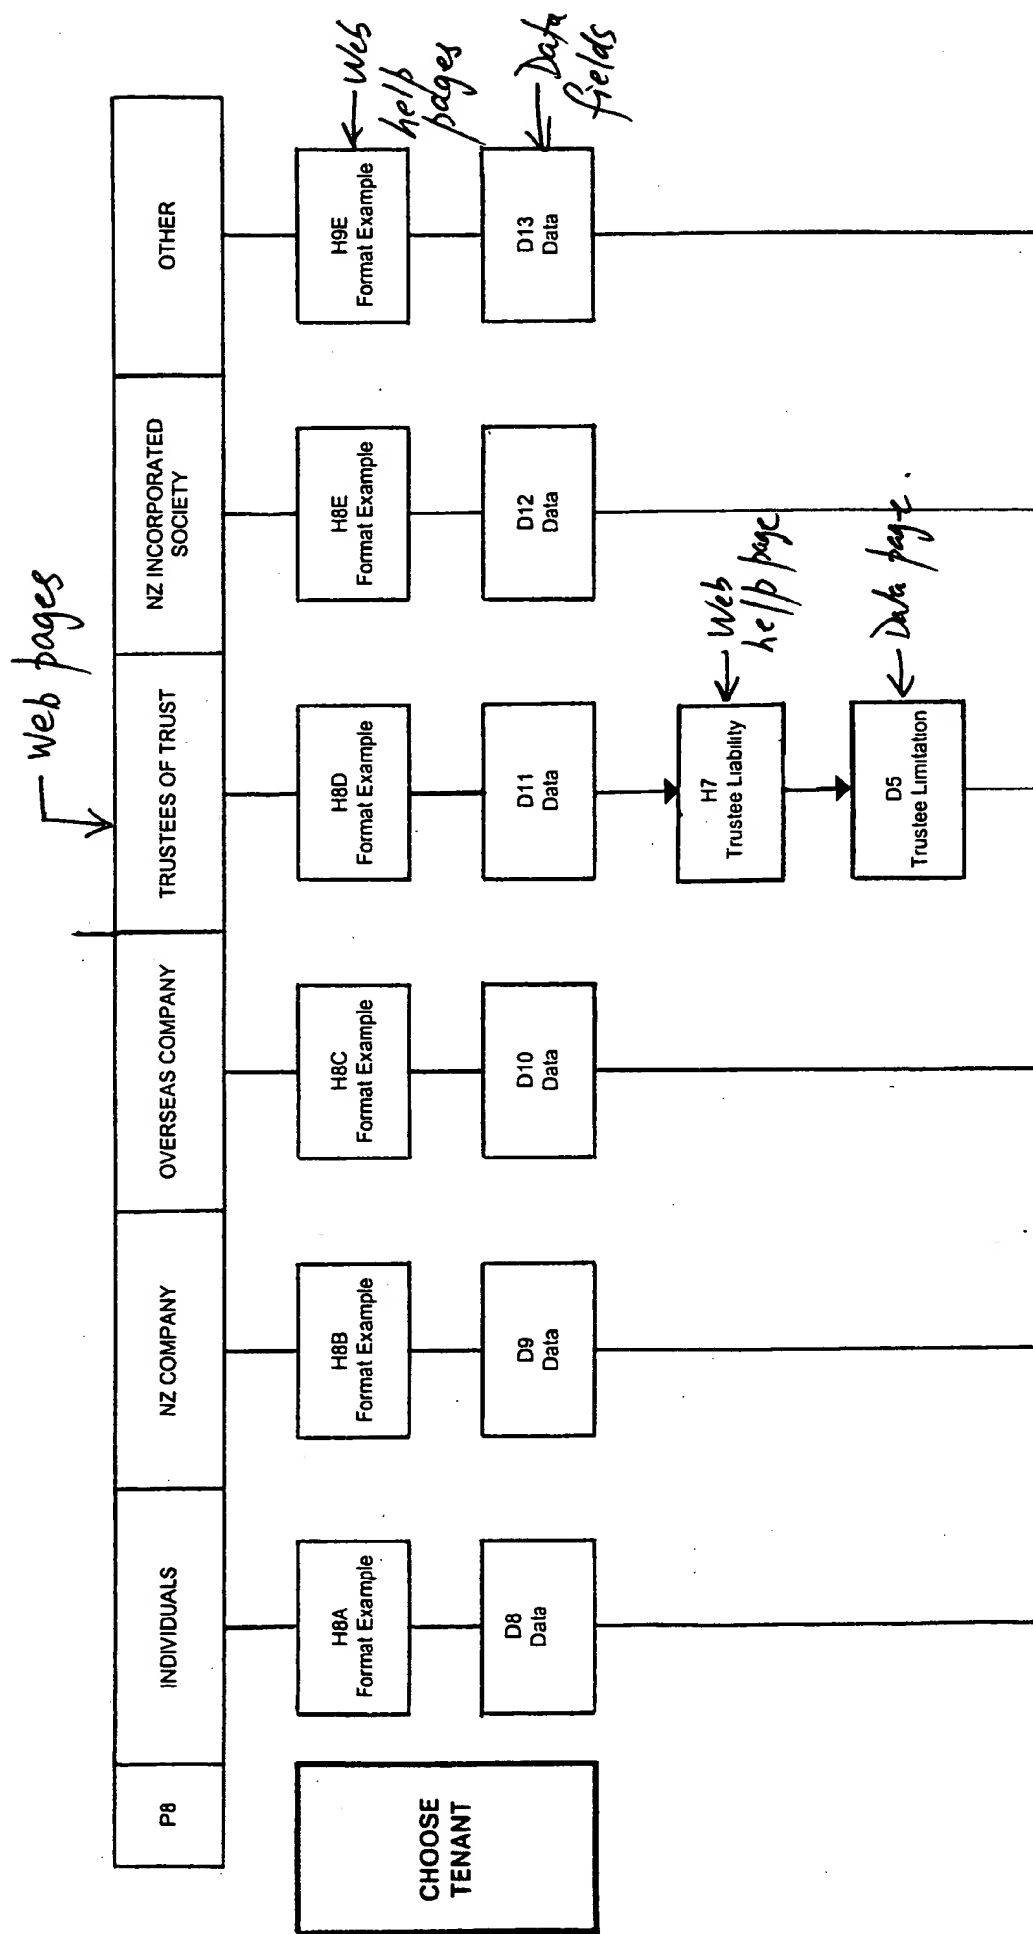 Web pages
P8
INDIVIDUALS
NZ COMPANY
OVERSEAS COMPANY
TRUSTEES OF TRUST
NZ INCORPORATED
SOCIETY
OTHER
CHOOSE
TENANT
H8A
Format Example
H8B
Format Example
H8C
Format Example
H8D
Format Example
H8E
Format Example
H9E
Format Example
Web
help
pages
D8
Data
D9
Data
D10
Data
D11
Data
D12
Data
D13
Data
Data
fields
H7
Trustee Liability
Web
help page
D5
Trustee Limitation
Data page.